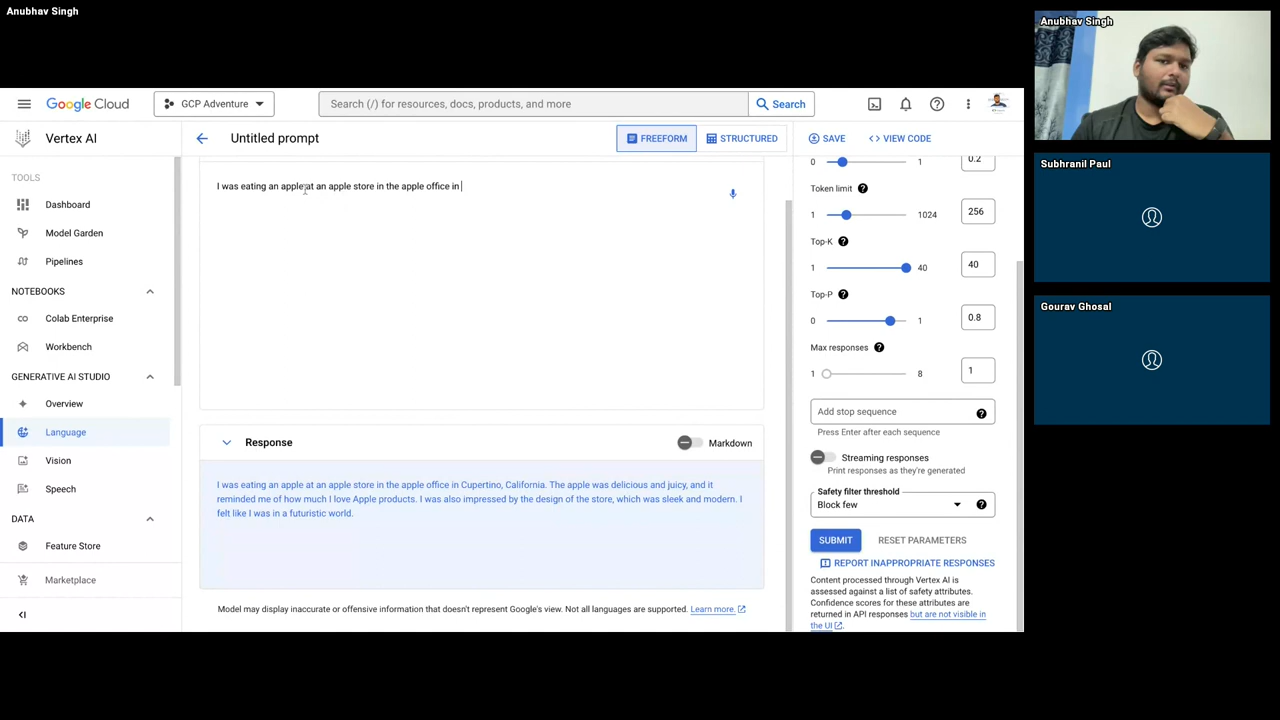 Anubhav Singh
Anubhav Singh
Google Cloud
GCP Adventure
Search (/) for resources, docs, products, and more
Search
Vertex AI
Untitled prompt
FREEFORM
STRUCTURED
SAVE
<> VIEW CODE
TOOLS
Dashboard
Model Garden
Pipelines
NOTEBOOKS
Colab Enterprise
Workbench
GENERATIVE AI STUDIO
Overview
Language
Vision
Speech
DATA
Feature Store
Marketplace
I was eating an apple at an apple store in the apple office in
Response
Markdown
I was eating an apple at an apple store in the apple office in Cupertino, California. The apple was delicious and juicy, and it
reminded me of how much I love Apple products. I was also impressed by the design of the store, which was sleek and modern. I
felt like I was in a futuristic world.
Model may display inaccurate or offensive information that doesn't represent Google's view. Not all languages are supported. Learn more.
0 1 0.2
Token limit
1 1024 256
Top-K
1 40 40
Top-P
0 1 0.8
Max responses
1 8 1
Add stop sequence
Press Enter after each sequence
Streaming responses
Print responses as they're generated
Safety filter threshold
Block few
SUBMIT
RESET PARAMETERS
REPORT INAPPROPRIATE RESPONSES
Content processed through Vertex AI is
assessed against a list of safety attributes.
Confidence scores for these attributes are
returned in API responses but are not visible in
the UI.
Subhranil Paul
Gourav Ghosal